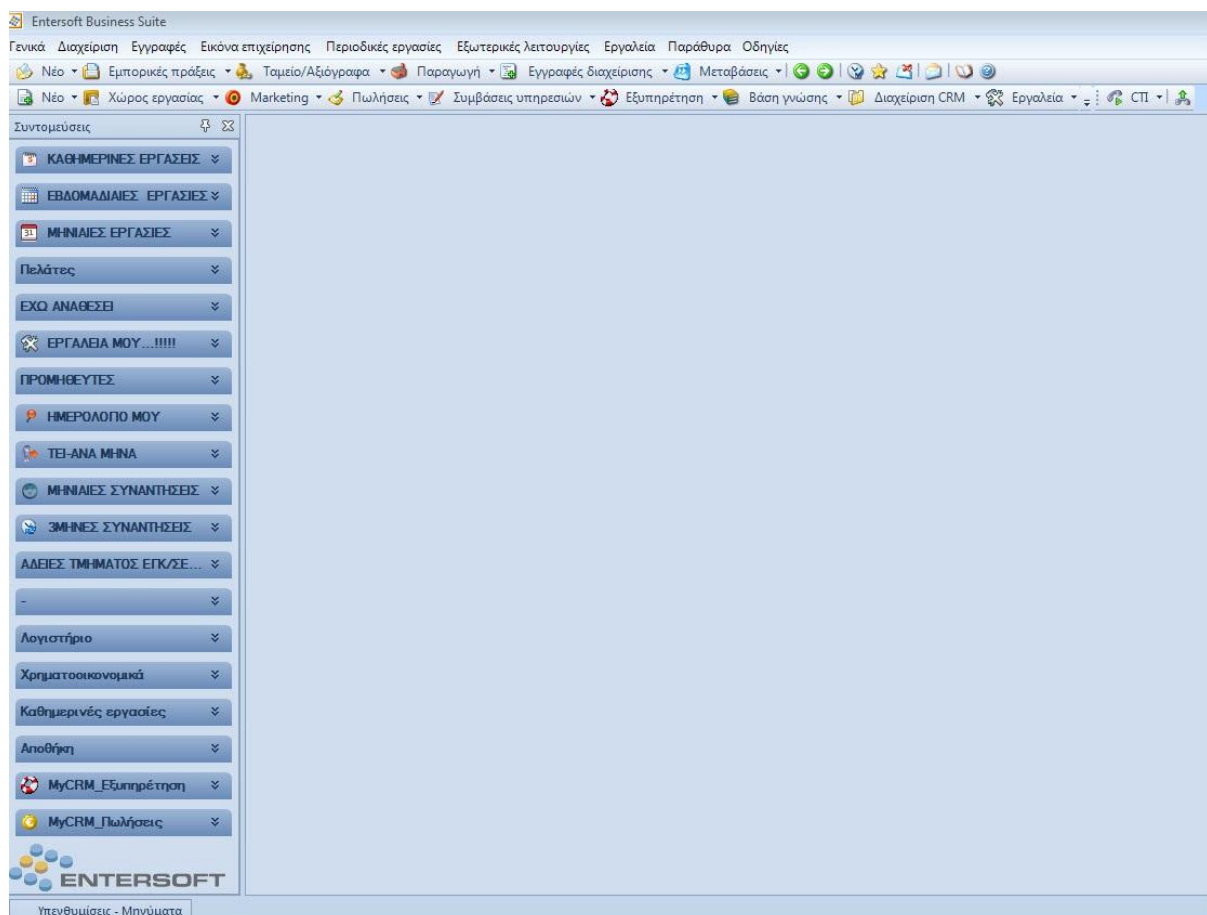 Entersoft Business Suite
Γενικά Διαχείριση Εγγραφές Εικόνα επιχείρησης Περιοδικές εργασίες Εξωτερικές λειτουργίες Εργαλεία Παράθυρα Οδηγίες
Νέο Εμπορικές πράξεις Ταμείο/Αξιόγραφα Παραγωγή Εγγραφές διαχείρισης Μεταβάσεις
Νέο Χώρος εργασίας Marketing Πωλήσεις Συμβάσεις υπηρεσιών Εξυπηρέτηση Βάση γνώσης Διαχείριση CRM Εργαλεία CTI
Συντομεύσεις
ΚΑΘΗΜΕΡΙΝΕΣ ΕΡΓΑΣΕΙΣ
ΕΒΔΟΜΑΔΙΑΙΕΣ ΕΡΓΑΣΙΕΣ
ΜΗΝΙΑΙΕΣ ΕΡΓΑΣΙΕΣ
Πελάτες
ΕΧΩ ΑΝΑΘΕΣΕΙ
ΕΡΓΑΛΕΙΑ ΜΟΥ...!!!!!
ΠΡΟΜΗΘΕΥΤΕΣ
ΗΜΕΡΟΛΟΓΙΟ ΜΟΥ
ΤΕΙ-ΑΝΑ ΜΗΝΑ
ΜΗΝΙΑΙΕΣ ΣΥΝΑΝΤΗΣΕΙΣ
3ΜΗΝΕΣ ΣΥΝΑΝΤΗΣΕΙΣ
ΑΔΕΙΕΣ ΤΜΗΜΑΤΟΣ ΕΓΚ/ΣΕ...
-
Λογιστήριο
Χρηματοοικονομικά
Καθημερινές εργασίες
Αποθήκη
MyCRM_Εξυπηρέτηση
MyCRM_Πωλήσεις
ENTERSOFT
Υπενθυμίσεις - Μηνύματα